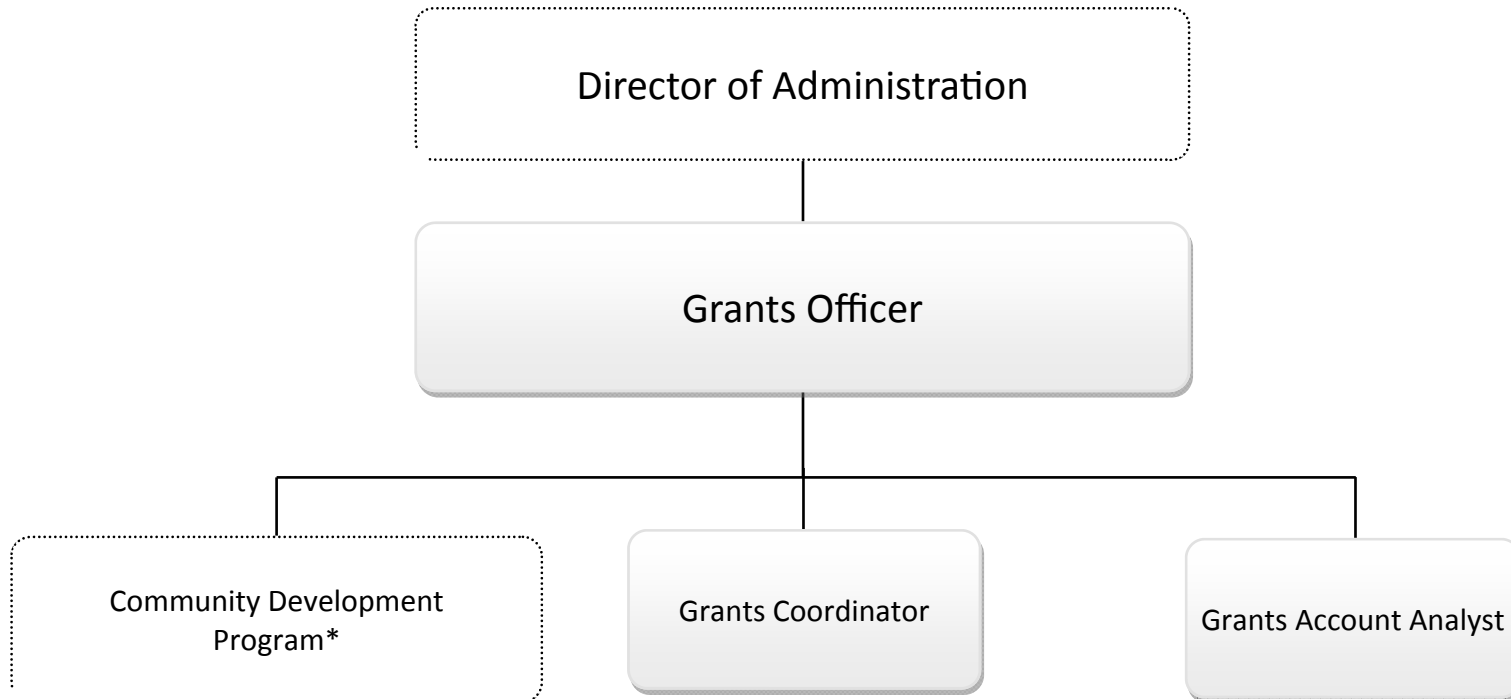 Director of Administration
Grants Officer
Community Development
Program*
Grants Coordinator
Grants Account Analyst